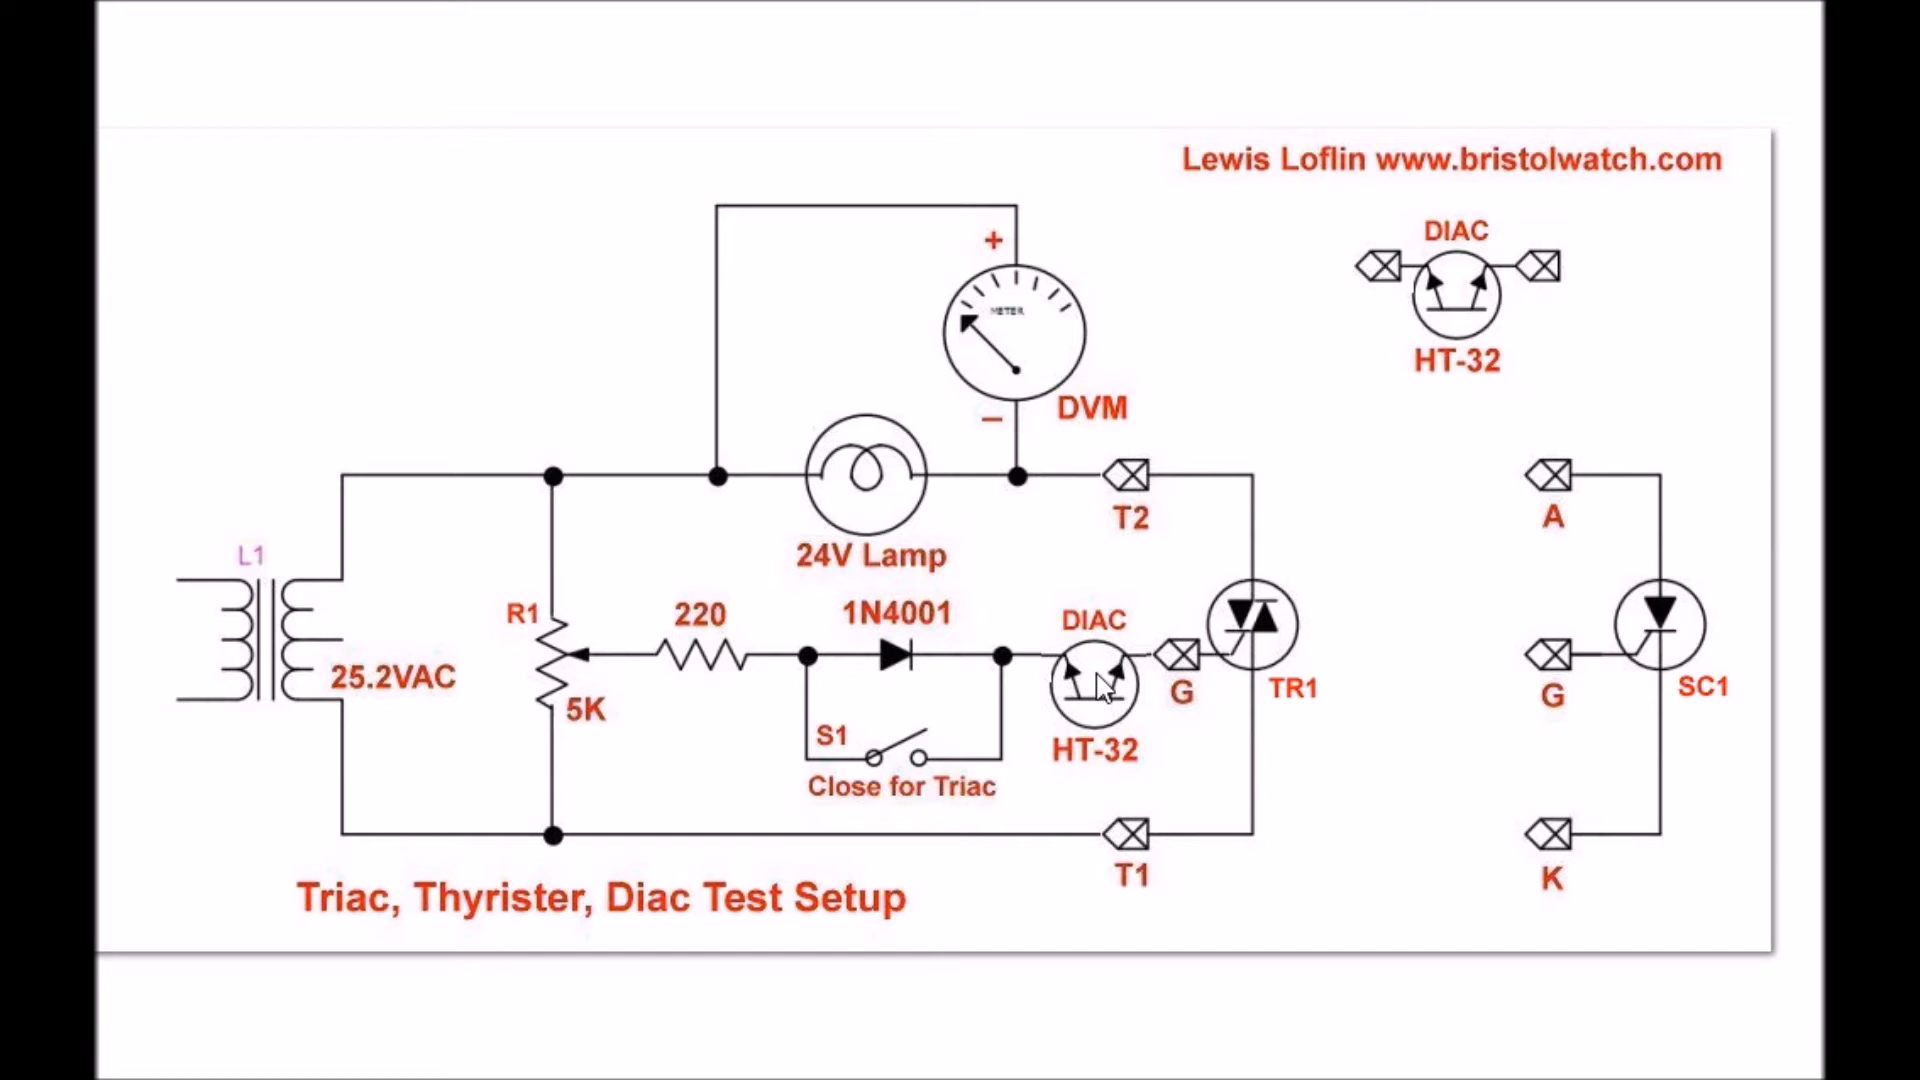 Lewis Loflin www.bristolwatch.com
DIAC
HT-32
+
METER
DVM
–
T2
A
24V Lamp
L1
25.2VAC
R1
5K
220
1N4001
DIAC
HT-32
G
TR1
G
SC1
S1
Close for Triac
T1
K
Triac, Thyrister, Diac Test Setup